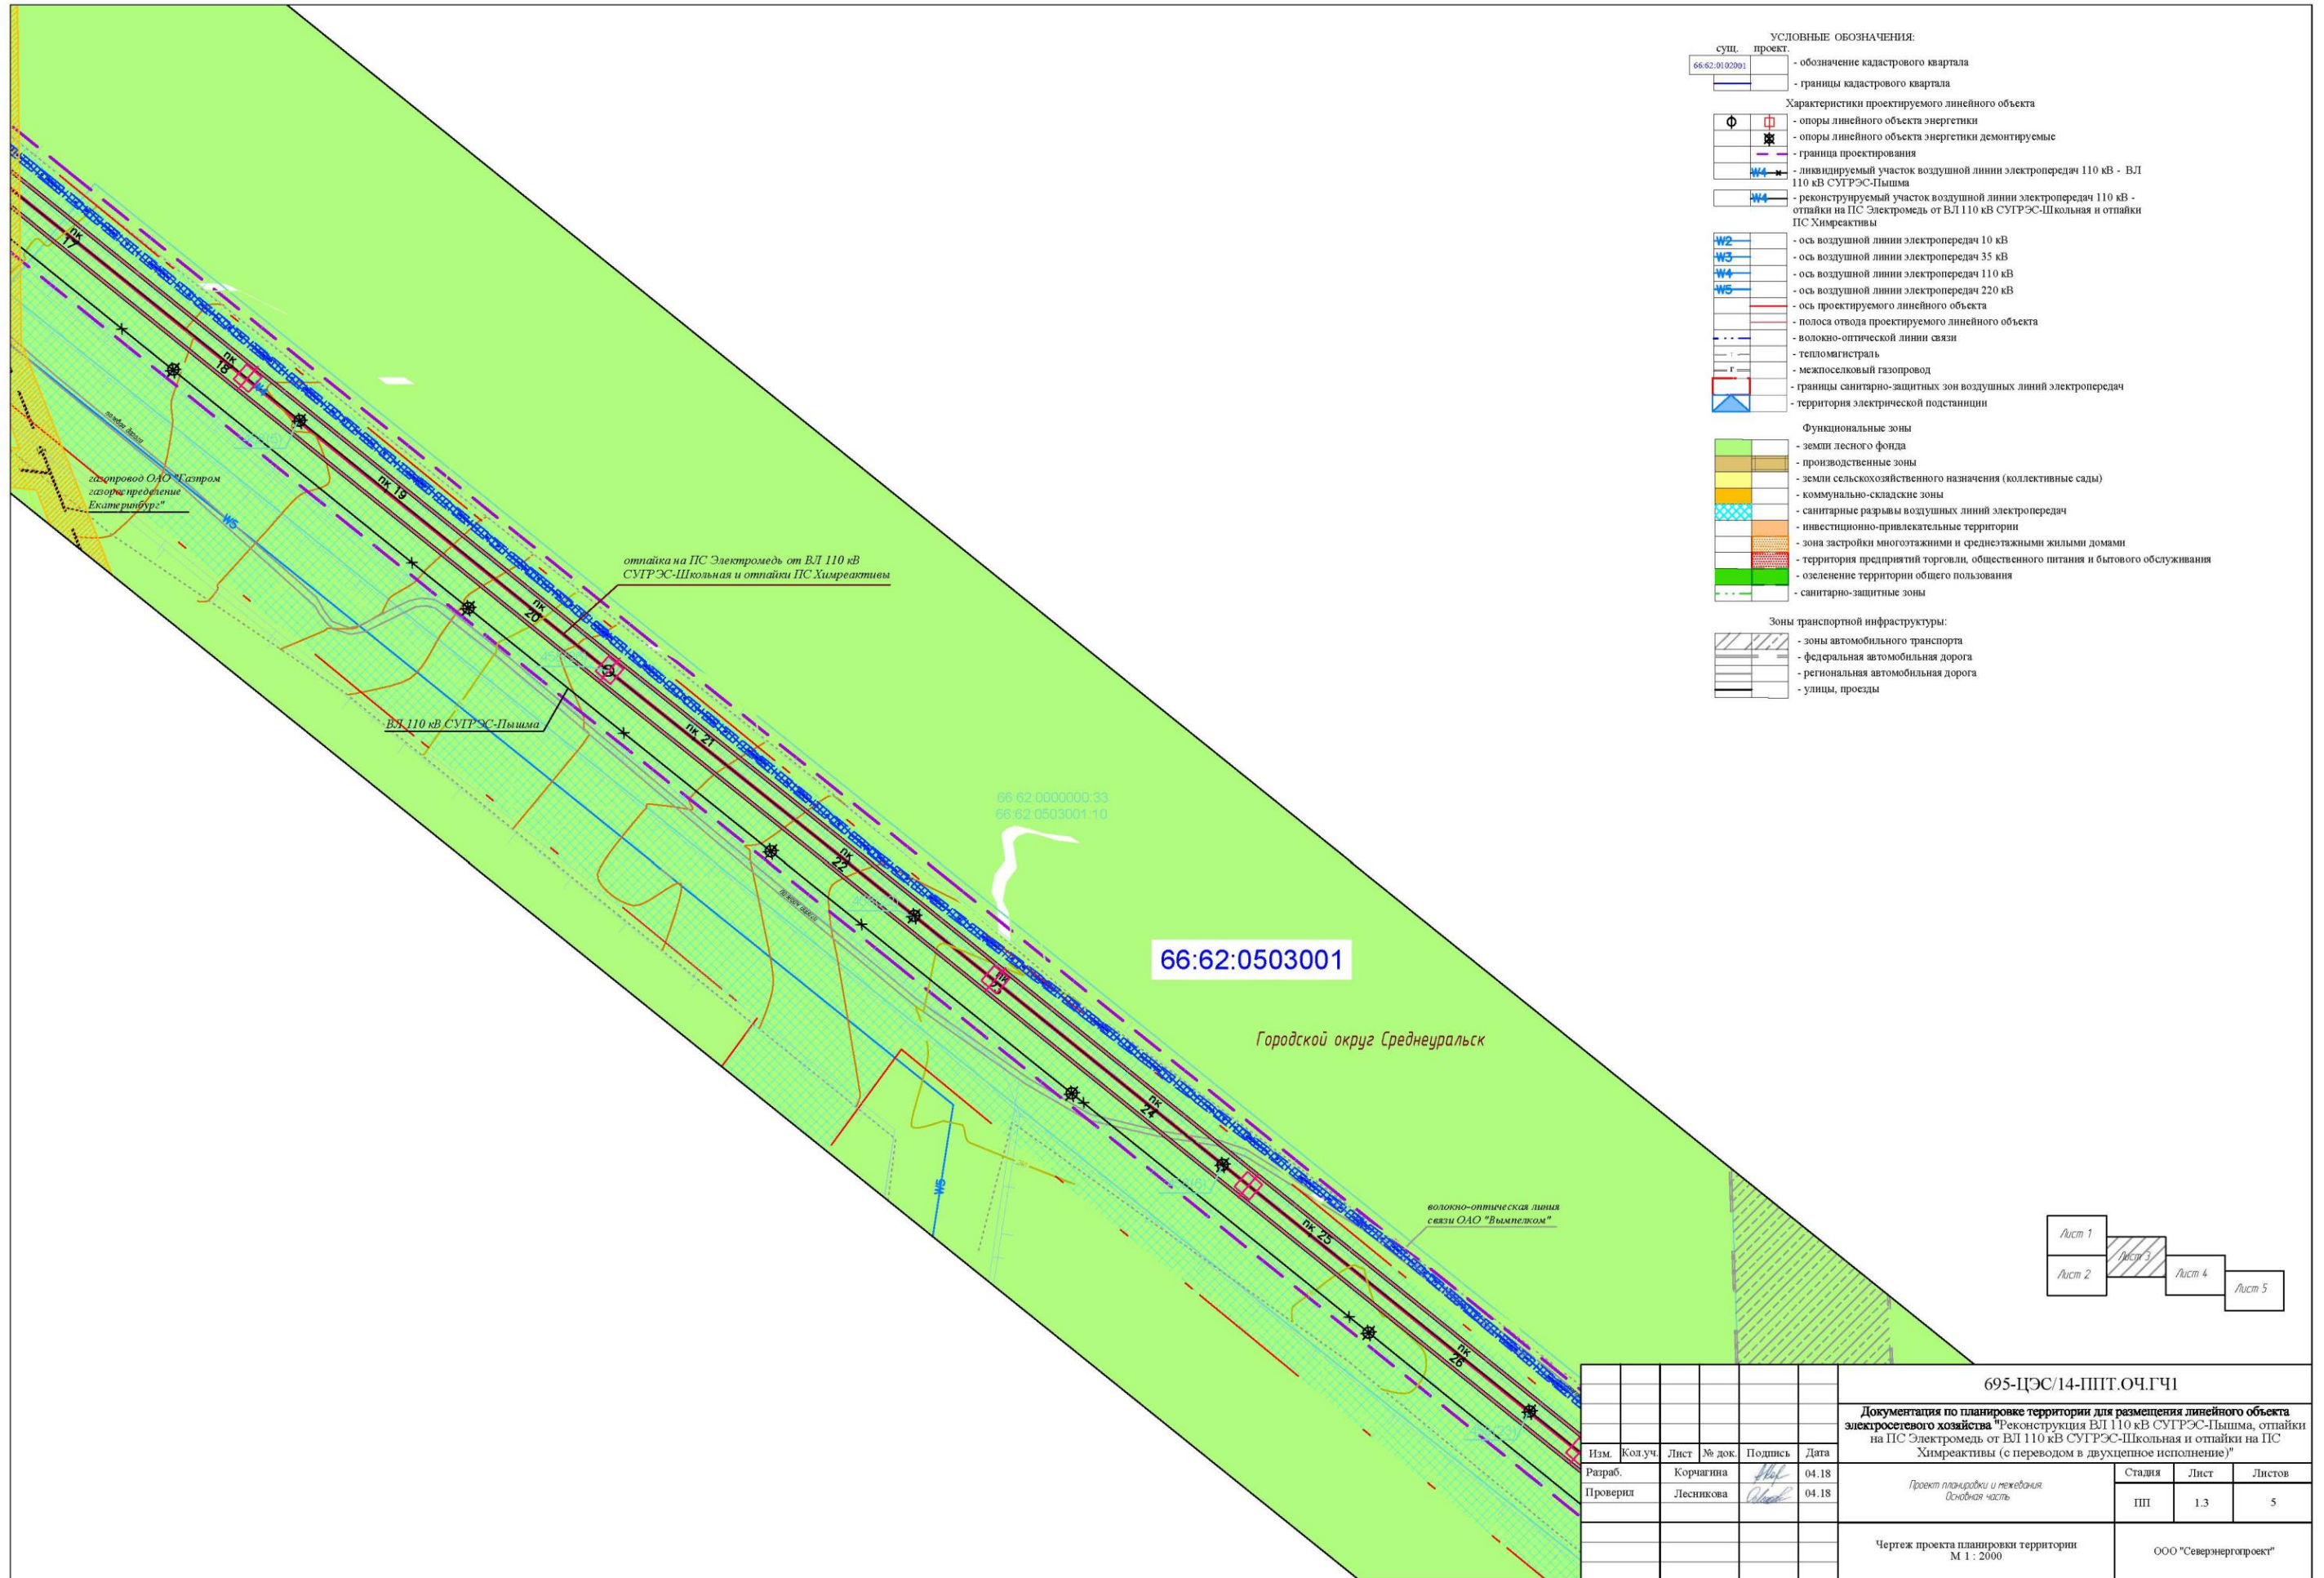 УСЛОВНЫЕ ОБОЗНАЧЕНИЯ:
сущ. проект.
66:62:0102001 - обозначение кадастрового квартала
- границы кадастрового квартала
Характеристики проектируемого линейного объекта
- опоры линейного объекта энергетики
- опоры линейного объекта энергетики демонтируемые
- граница проектирования
W4 - ликвидируемый участок воздушной линии электропередач 110 кВ - ВЛ
110 кВ СУГРЭС-Пышма
W4 - реконструируемый участок воздушной линии электропередач 110 кВ -
отпайки на ПС Электромедь от ВЛ 110 кВ СУГРЭС-Школьная и отпайки
ПС Химреактивы
W2 - ось воздушной линии электропередач 10 кВ
W3 - ось воздушной линии электропередач 35 кВ
W4 - ось воздушной линии электропередач 110 кВ
W5 - ось воздушной линии электропередач 220 кВ
- ось проектируемого линейного объекта
- полоса отвода проектируемого линейного объекта
- волокно-оптической линии связи
- тепломагистраль
г - межпоселковый газопровод
- границы санитарно-защитных зон воздушных линий электропередач
- территория электрической подстанции
Функциональные зоны
- земли лесного фонда
- производственные зоны
- земли сельскохозяйственного назначения (коллективные сады)
- коммунально-складские зоны
- санитарные разрывы воздушных линий электропередач
- инвестиционно-привлекательные территории
- зона застройки многоэтажними и среднеэтажными жилыми домами
- территория предприятий торговли, общественного питания и бытового обслуживания
- озеленение территории общего пользования
- санитарно-защитные зоны
Зоны транспортной инфраструктуры:
- зоны автомобильного транспорта
- федеральная автомобильная дорога
- региональная автомобильная дорога
- улицы, проезды
пк 17
пк 18
W4
газопровод ОАО "Газпром
газораспределение
Екатеринбург"
W5
пк 19
отпайка на ПС Электромедь от ВЛ 110 кВ
СУГРЭС-Школьная и отпайки ПС Химреактивы
пк 20
ВЛ 110 кВ СУГРЭС-Пышма
пк 21
66:62:0000000:33
66:62:0503001:10
пк 22
66:62:0503001
пк 23
Городской округ Среднеуральск
пк 24
W5
волокно-оптическая линия
связи ОАО "Вымпелком"
пк 25
пк 26
Лист 1
Лист 2
Лист 3
Лист 4
Лист 5
695-ЦЭС/14-ППТ.ОЧ.ГЧ1
Документация по планировке территории для размещения линейного объекта
электросетевого хозяйства "Реконструкция ВЛ 110 кВ СУГРЭС-Пышма, отпайки
на ПС Электромедь от ВЛ 110 кВ СУГРЭС-Школьная и отпайки на ПС
Химреактивы (с переводом в двухцепное исполнение)"
Изм. Кол.уч. Лист № док. Подпись Дата
Разраб. Корчагина 04.18
Проверил Лесникова 04.18
Проект планировки и межевания.
Основная часть
Стадия Лист Листов
ПП 1.3 5
Чертеж проекта планировки территории
М 1 : 2000
ООО "Северэнергопроект"